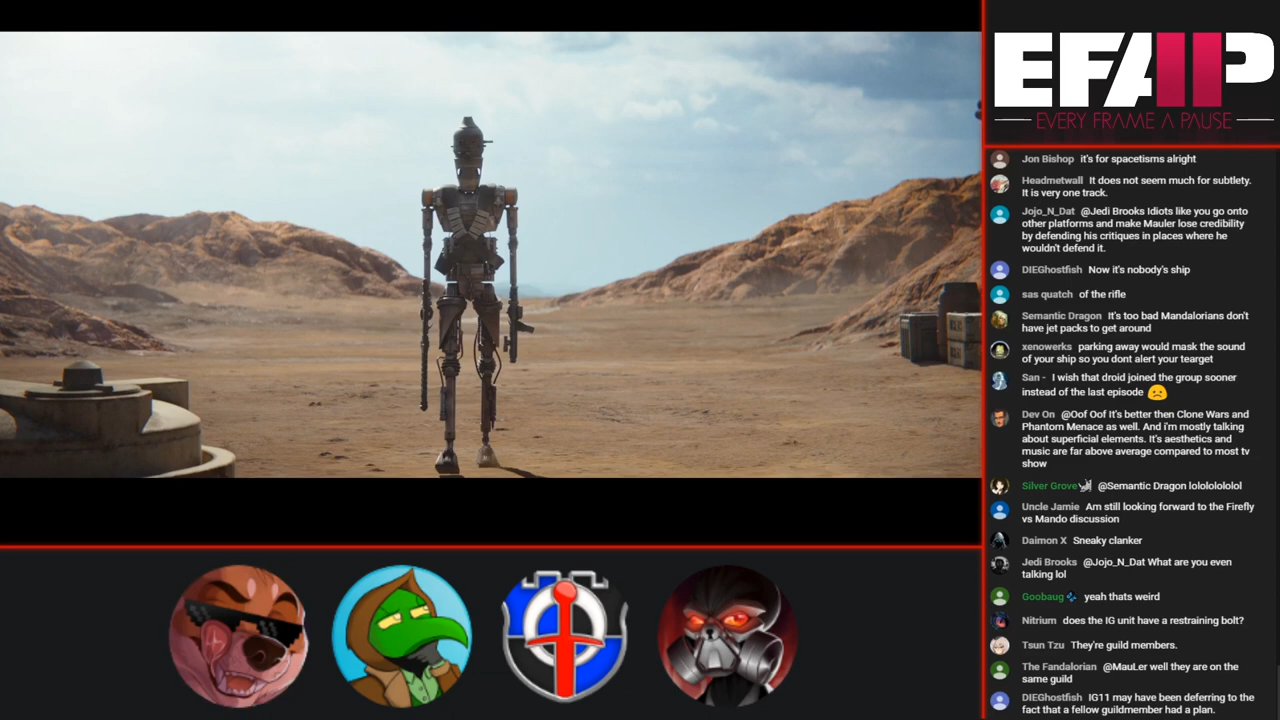 EFAP
EVERY FRAME A PAUSE
Jon Bishop it's for spacetisms alright
Headmetwall It does not seem much for subtlety.
It is very one track.
Jojo_N_Dat @Jedi Brooks Idiots like you go onto
other platforms and make Mauler lose credibility
by defending his critiques in places where he
wouldn't defend it.
DIEGhostfish Now it's nobody's ship
sas quatch of the rifle
Semantic Dragon It's too bad Mandalorians don't
have jet packs to get around
xenowerks parking away would mask the sound
of your ship so you dont alert your tearget
San - I wish that droid joined the group sooner
instead of the last episode
Dev On @Oof Oof It's better then Clone Wars and
Phantom Menace as well. And i'm mostly talking
about superficial elements. It's aesthetics and
music are far above average compared to most tv
show
Silver Grove @Semantic Dragon lolololololol
Uncle Jamie Am still looking forward to the Firefly
vs Mando discussion
Daimon X Sneaky clanker
Jedi Brooks @Jojo_N_Dat What are you even
talking lol
Goobaug yeah thats weird
Nitrium does the IG unit have a restraining bolt?
Tsun Tzu They're guild members.
The Fandalorian @MauLer well they are on the
same guild
DIEGhostfish IG11 may have been deferring to the
fact that a fellow guildmember had a plan.